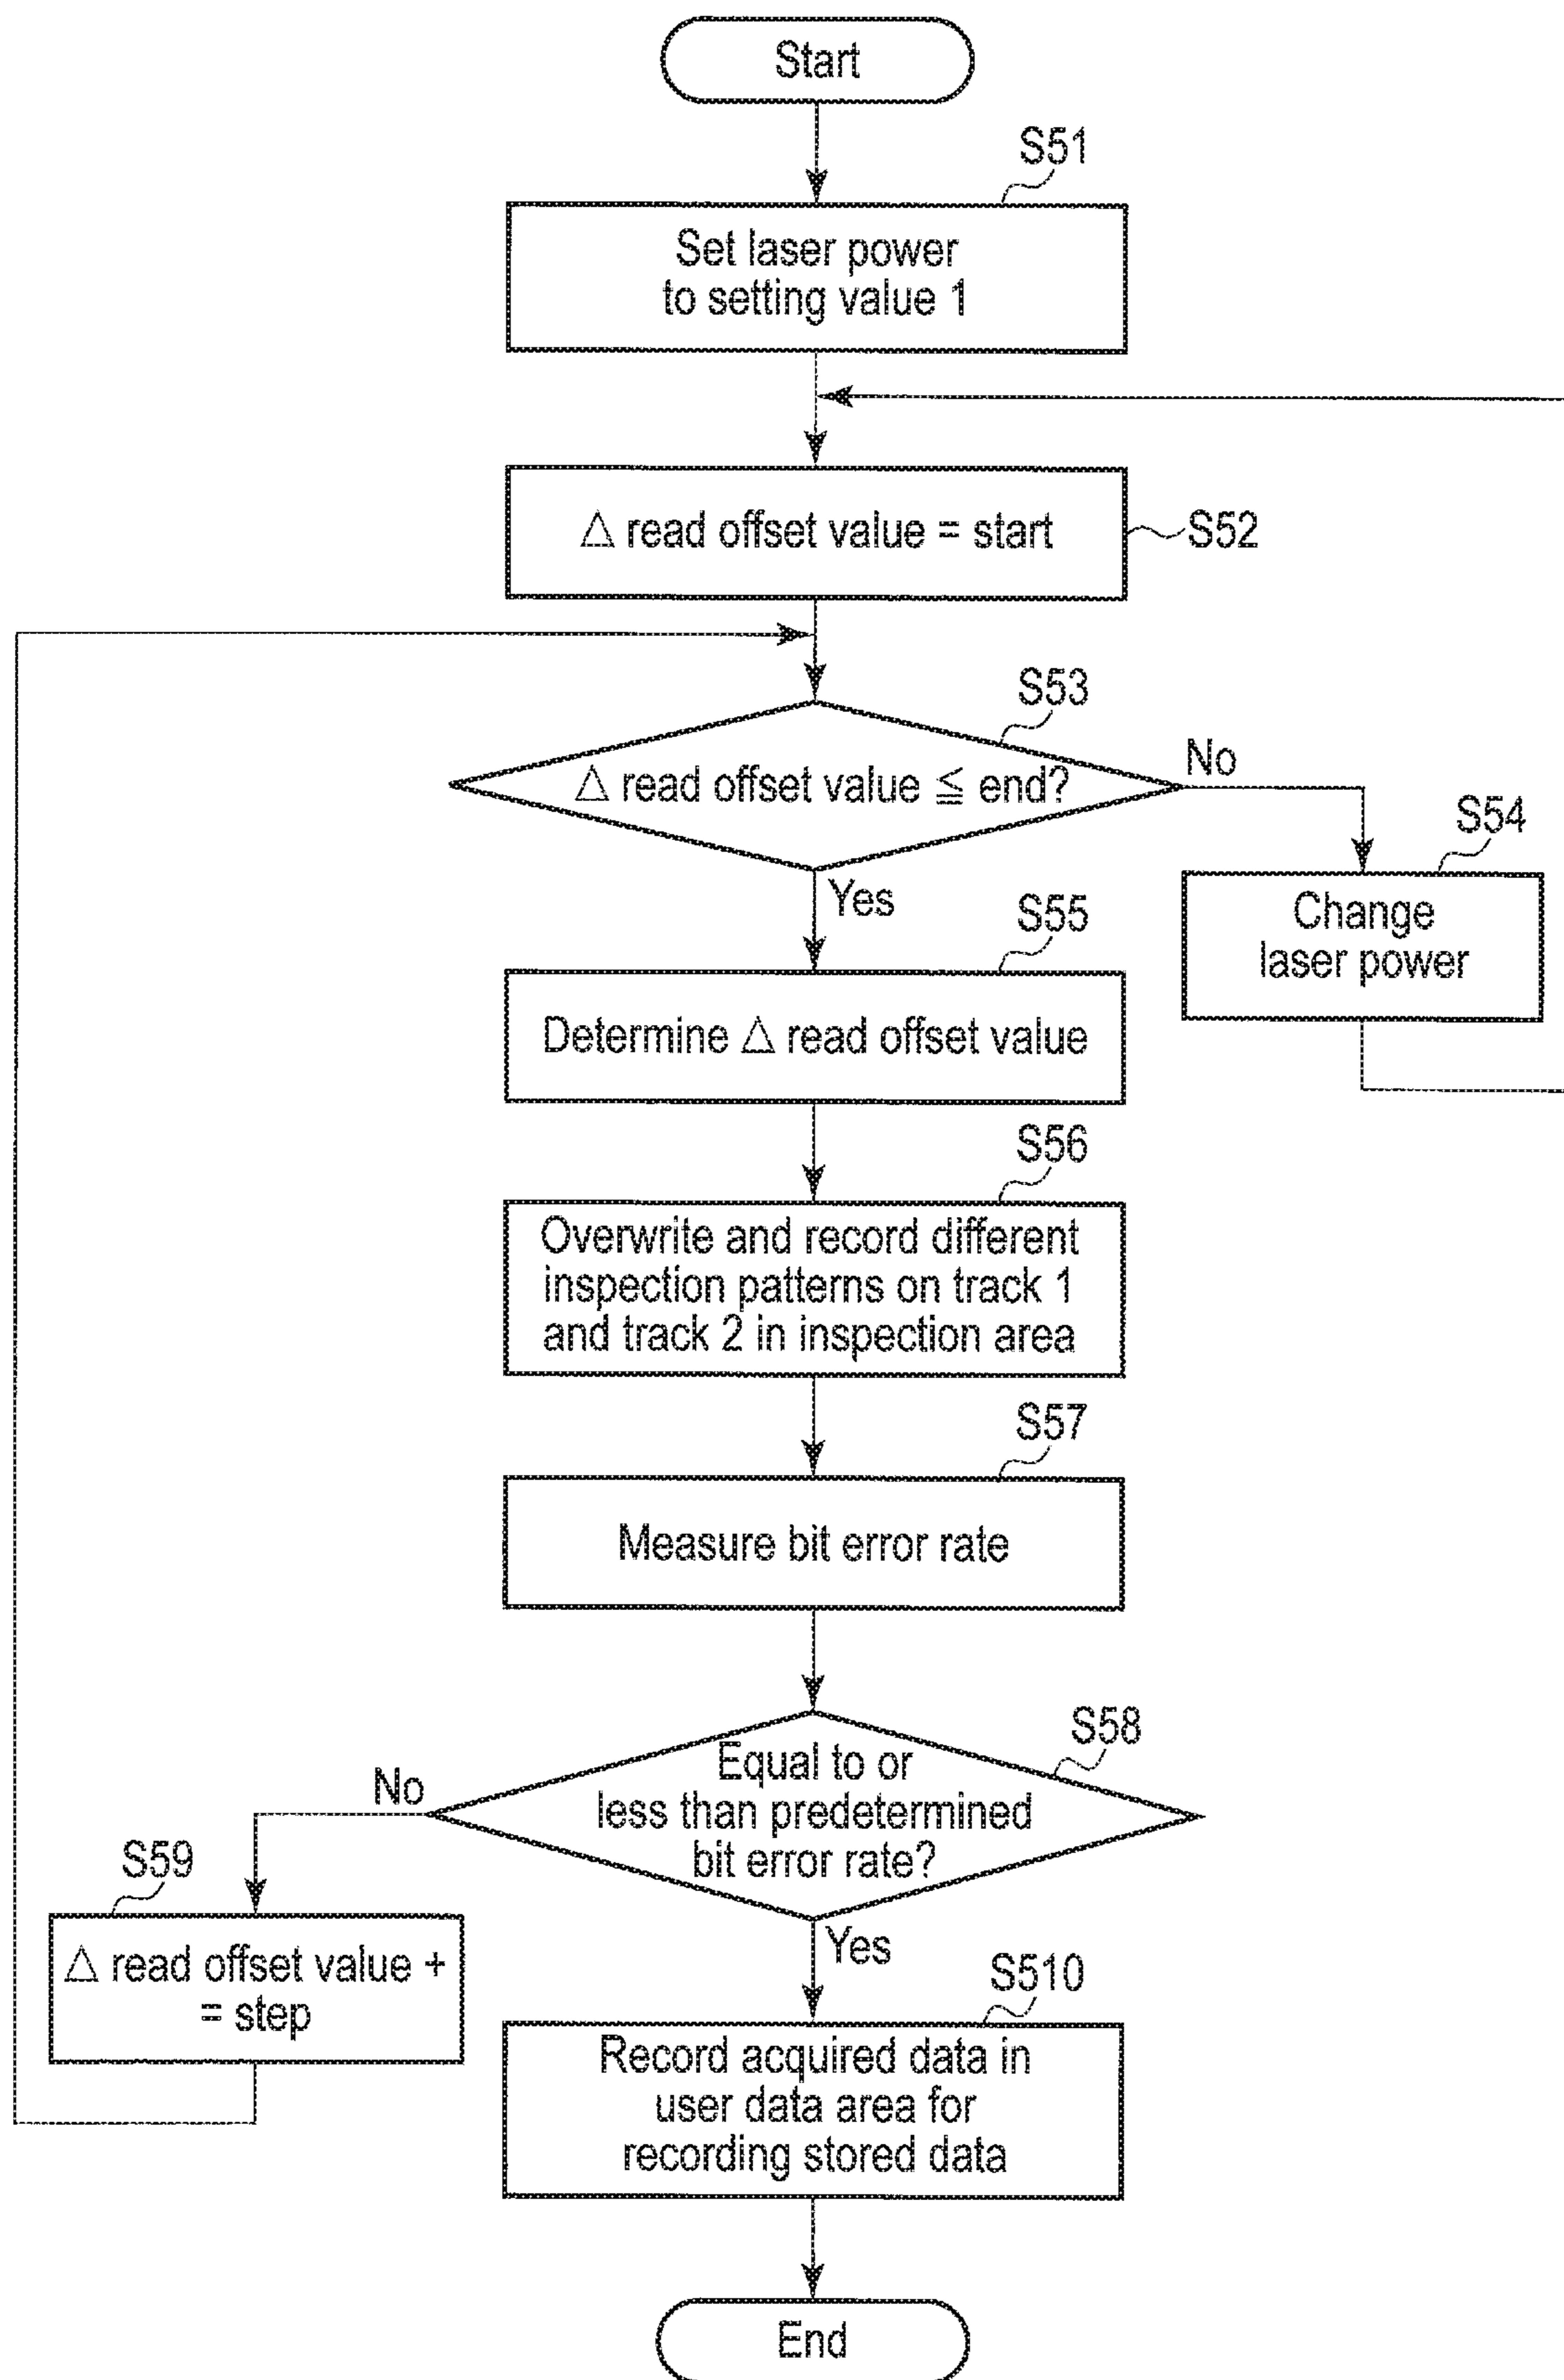 Start
S51
Set laser power
to setting value 1
△ read offset value = start
S52
S53
△ read offset value ≦ end?
No
S54
Change
laser power
Yes
S55
Determine △ read offset value
S56
Overwrite and record different
inspection patterns on track 1
and track 2 in inspection area
S57
Measure bit error rate
S58
Equal to or
less than predetermined
bit error rate?
No
S59
△ read offset value +
= step
Yes
S510
Record acquired data in
user data area for
recording stored data
End